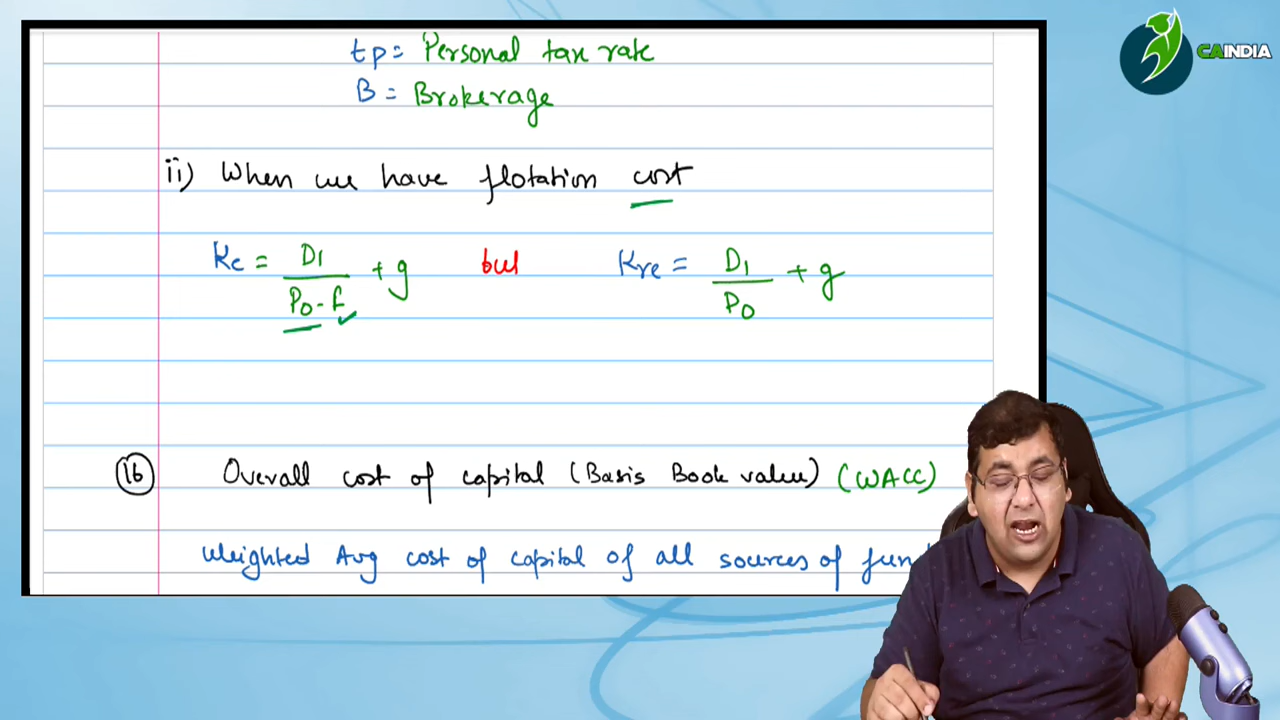 CAINDIA
tp = Personal tax rate
B = Brokerage
ii) When we have flotation cost
Ke = D1 / P0 - f + g but Kre = D1 / P0 + g
16 Overall cost of capital (Basis Book value) (WACC)
Weighted Avg cost of capital of all sources of fun